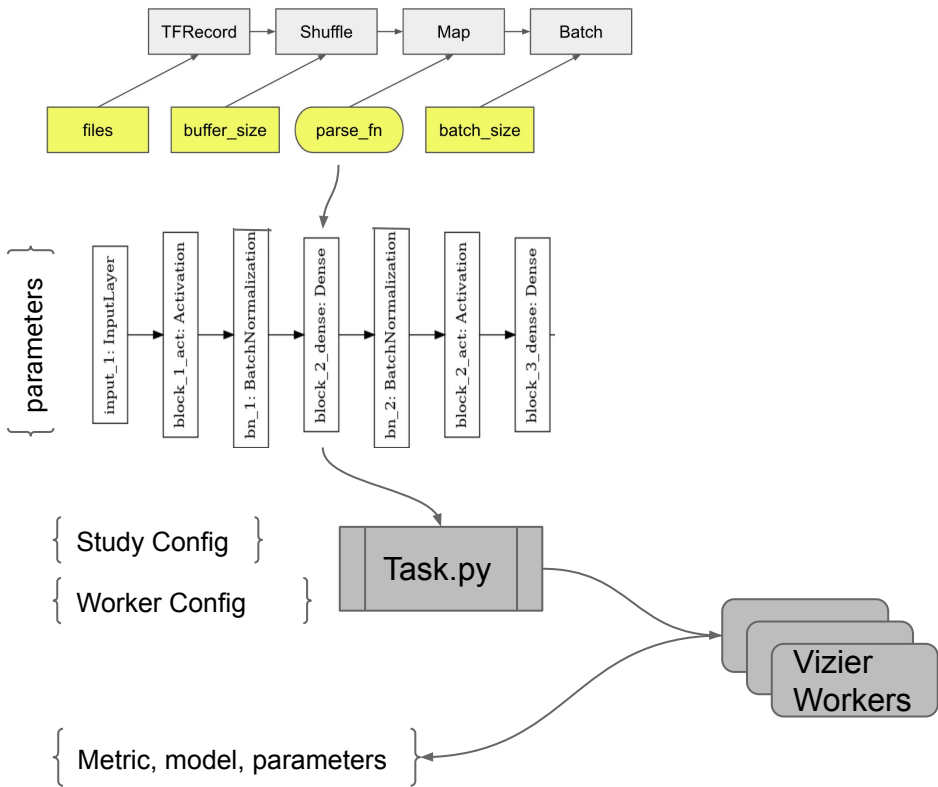 TFRecord
Shuffle
Map
Batch
files
buffer_size
parse_fn
batch_size
parameters
input_1: InputLayer
block_1_act: Activation
bn_1: BatchNormalization
block_2_dense: Dense
bn_2: BatchNormalization
block_2_act: Activation
block_3_dense: Dense
Study Config
Worker Config
Task.py
Vizier
Workers
Metric, model, parameters